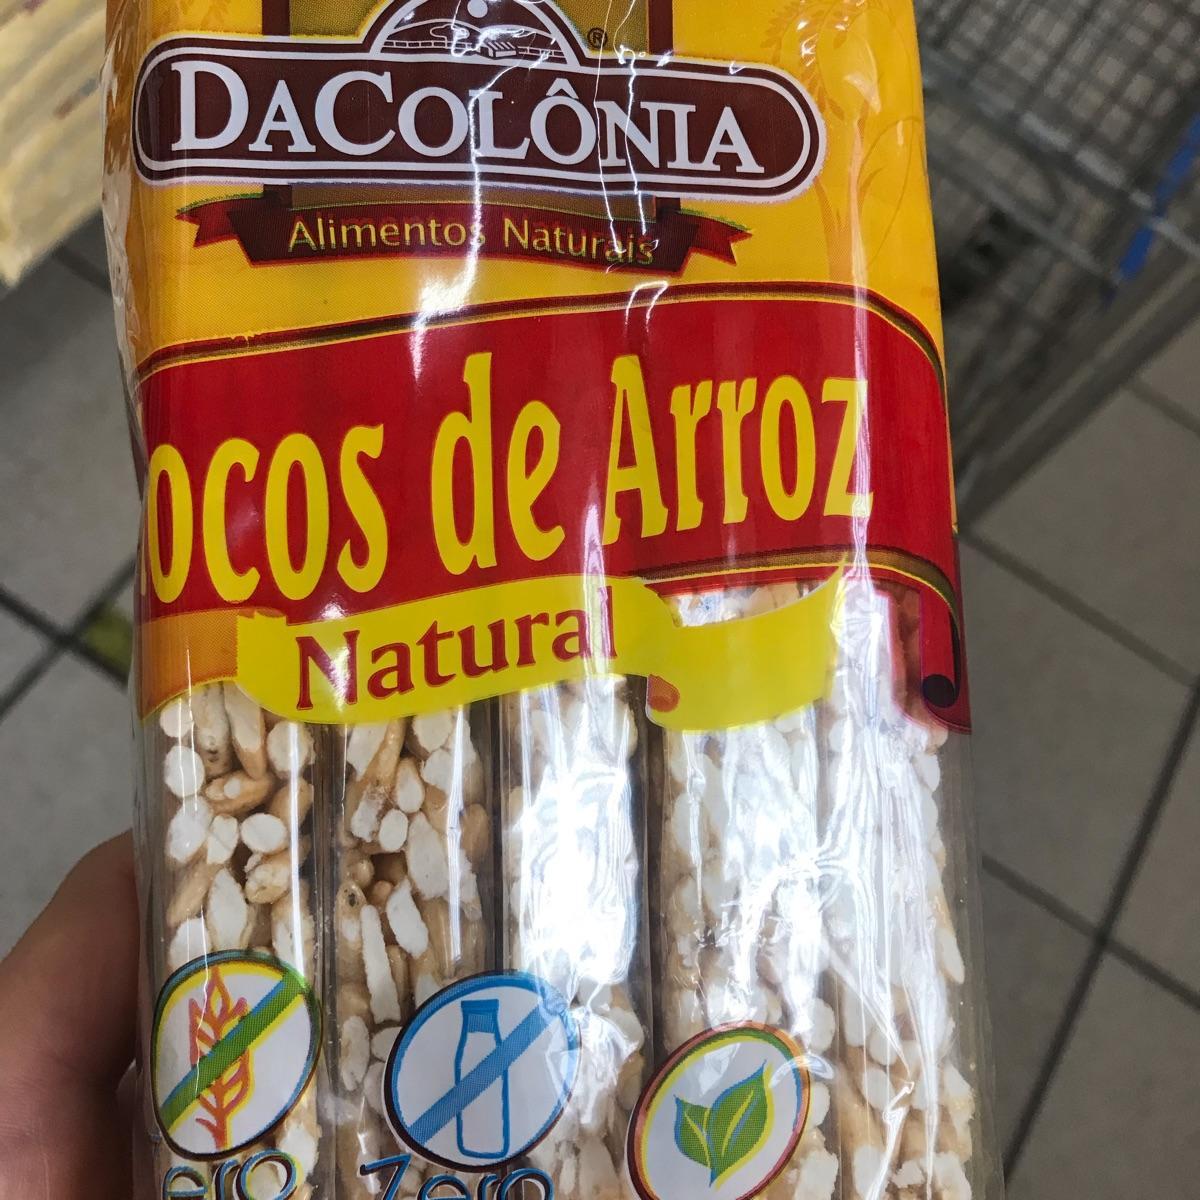 DACOLÔNIA
®
Alimentos Naturais
ocos de Arroz
Natural
ero Zero